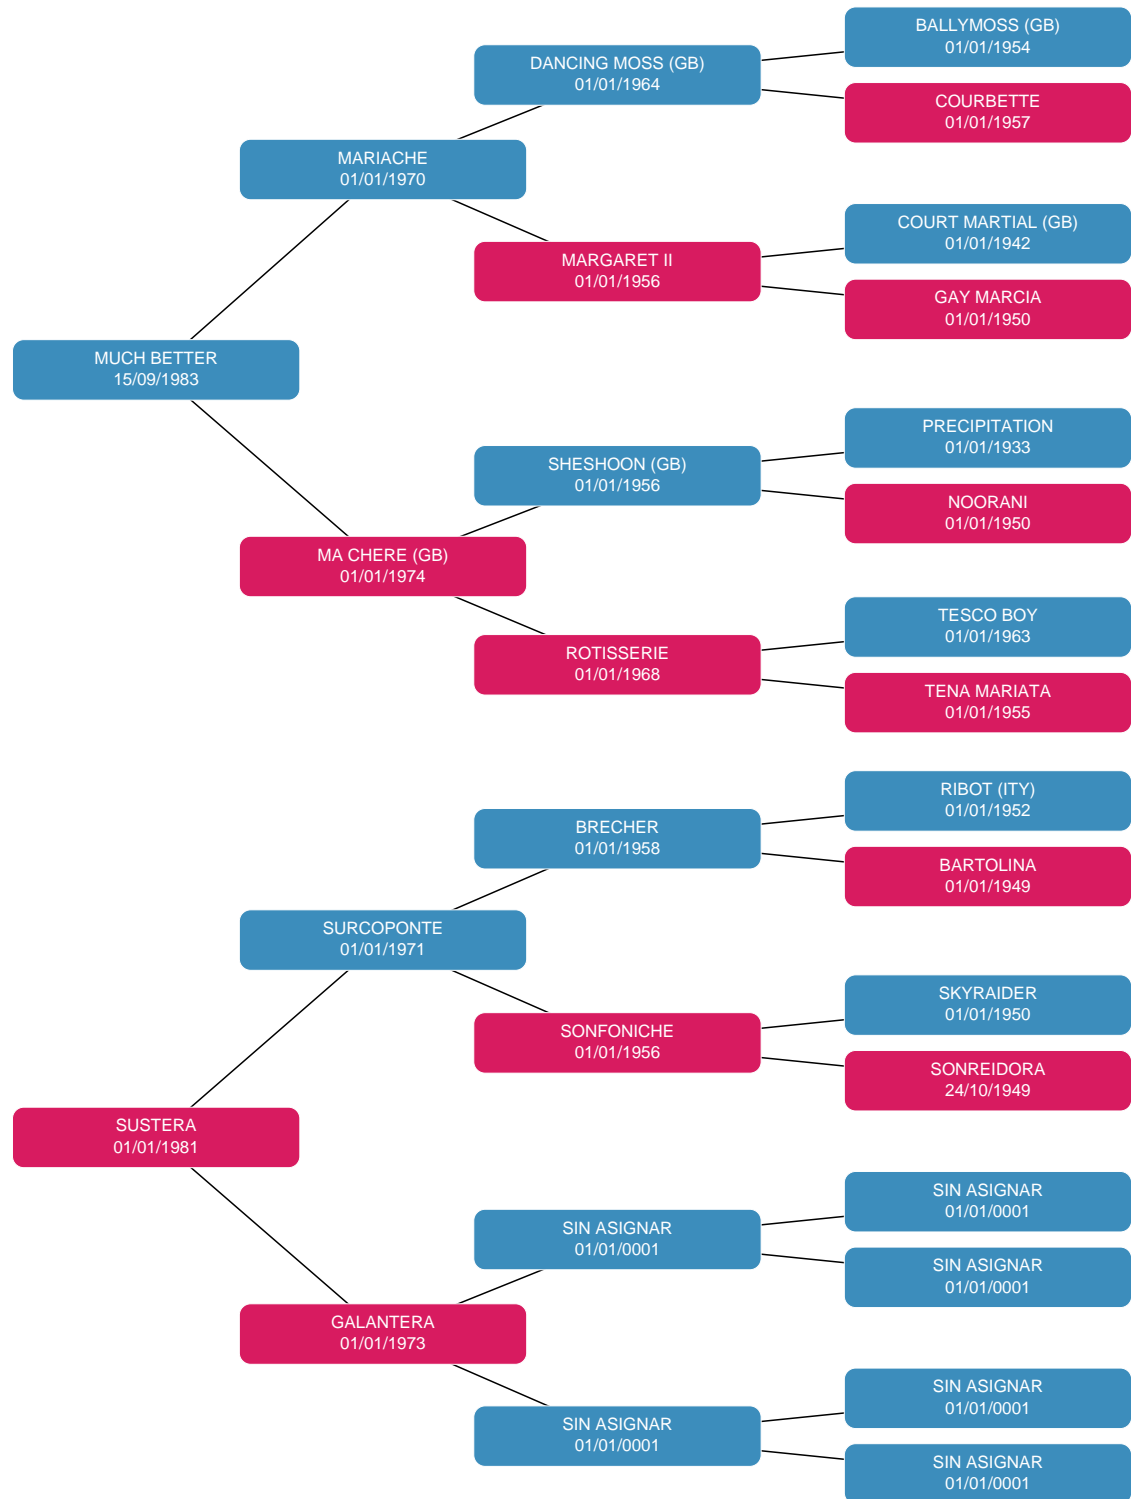 BALLYMOSS (GB)
01/01/1954
DANCING MOSS (GB)
01/01/1964
COURBETTE
01/01/1957
MARIACHE
01/01/1970
COURT MARTIAL (GB)
01/01/1942
MARGARET II
01/01/1956
GAY MARCIA
01/01/1950
MUCH BETTER
15/09/1983
PRECIPITATION
01/01/1933
SHESHOON (GB)
01/01/1956
NOORANI
01/01/1950
MA CHERE (GB)
01/01/1974
TESCO BOY
01/01/1963
ROTISSERIE
01/01/1968
TENA MARIATA
01/01/1955
RIBOT (ITY)
01/01/1952
BRECHER
01/01/1958
BARTOLINA
01/01/1949
SURCOPONTE
01/01/1971
SKYRAIDER
01/01/1950
SONFONICHE
01/01/1956
SONREIDORA
24/10/1949
SUSTERA
01/01/1981
SIN ASIGNAR
01/01/0001
SIN ASIGNAR
01/01/0001
SIN ASIGNAR
01/01/0001
GALANTERA
01/01/1973
SIN ASIGNAR
01/01/0001
SIN ASIGNAR
01/01/0001
SIN ASIGNAR
01/01/0001